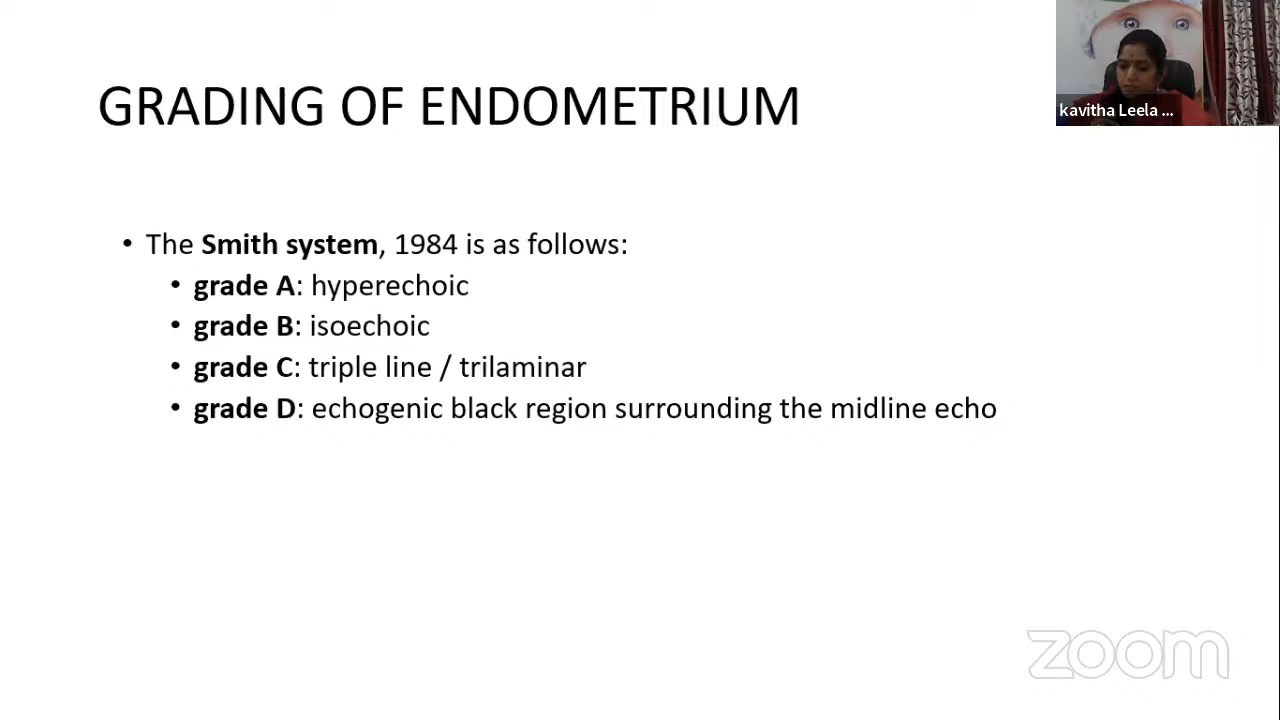 GRADING OF ENDOMETRIUM
kavitha Leela ...
• The Smith system, 1984 is as follows:
• grade A: hyperechoic
• grade B: isoechoic
• grade C: triple line / trilaminar
• grade D: echogenic black region surrounding the midline echo
zoom